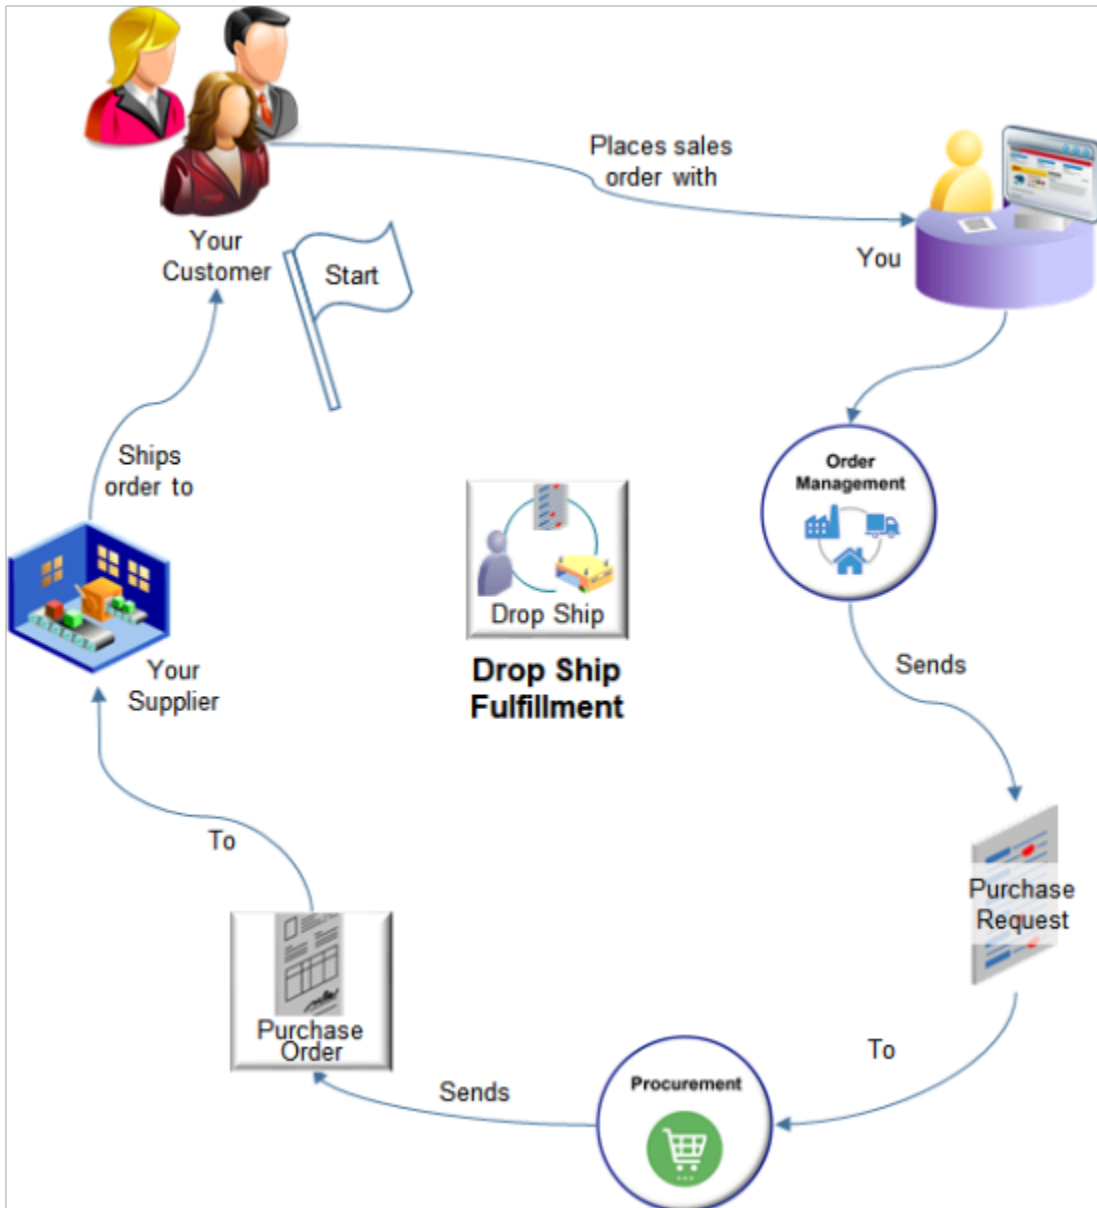 Places sales
order with
Your
Customer
Start
You
Order
Management
Ships
order to
Drop Ship
Drop Ship
Fulfillment
Sends
Your
Supplier
To
Purchase
Request
Purchase
Order
To
Procurement
Sends